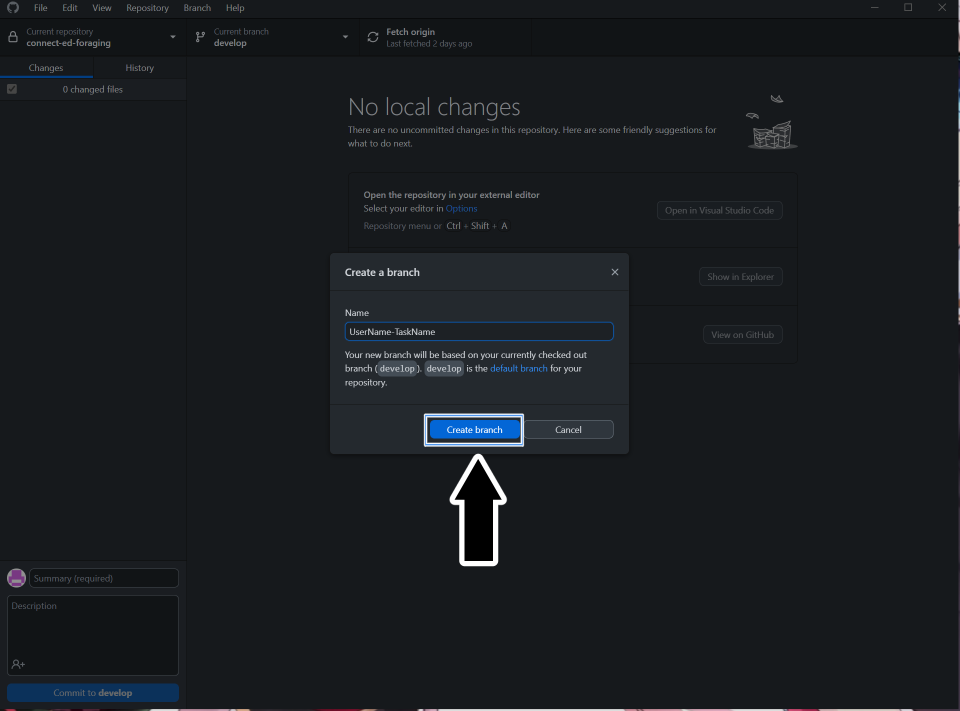 File Edit View Repository Branch Help
Current repository
connect-ed-foraging
Current branch
develop
Fetch origin
Last fetched 2 days ago
Changes History
0 changed files
No local changes
There are no uncommitted changes in this repository. Here are some friendly suggestions for
what to do next.
Open the repository in your external editor
Select your editor in Options
Repository menu or Ctrl + Shift + A
Open in Visual Studio Code
Show in Explorer
View on GitHub
Create a branch
Name
UserName-TaskName
Your new branch will be based on your currently checked out
branch (develop). develop is the default branch for your
repository.
Create branch Cancel
Summary (required)
Description
Commit to develop